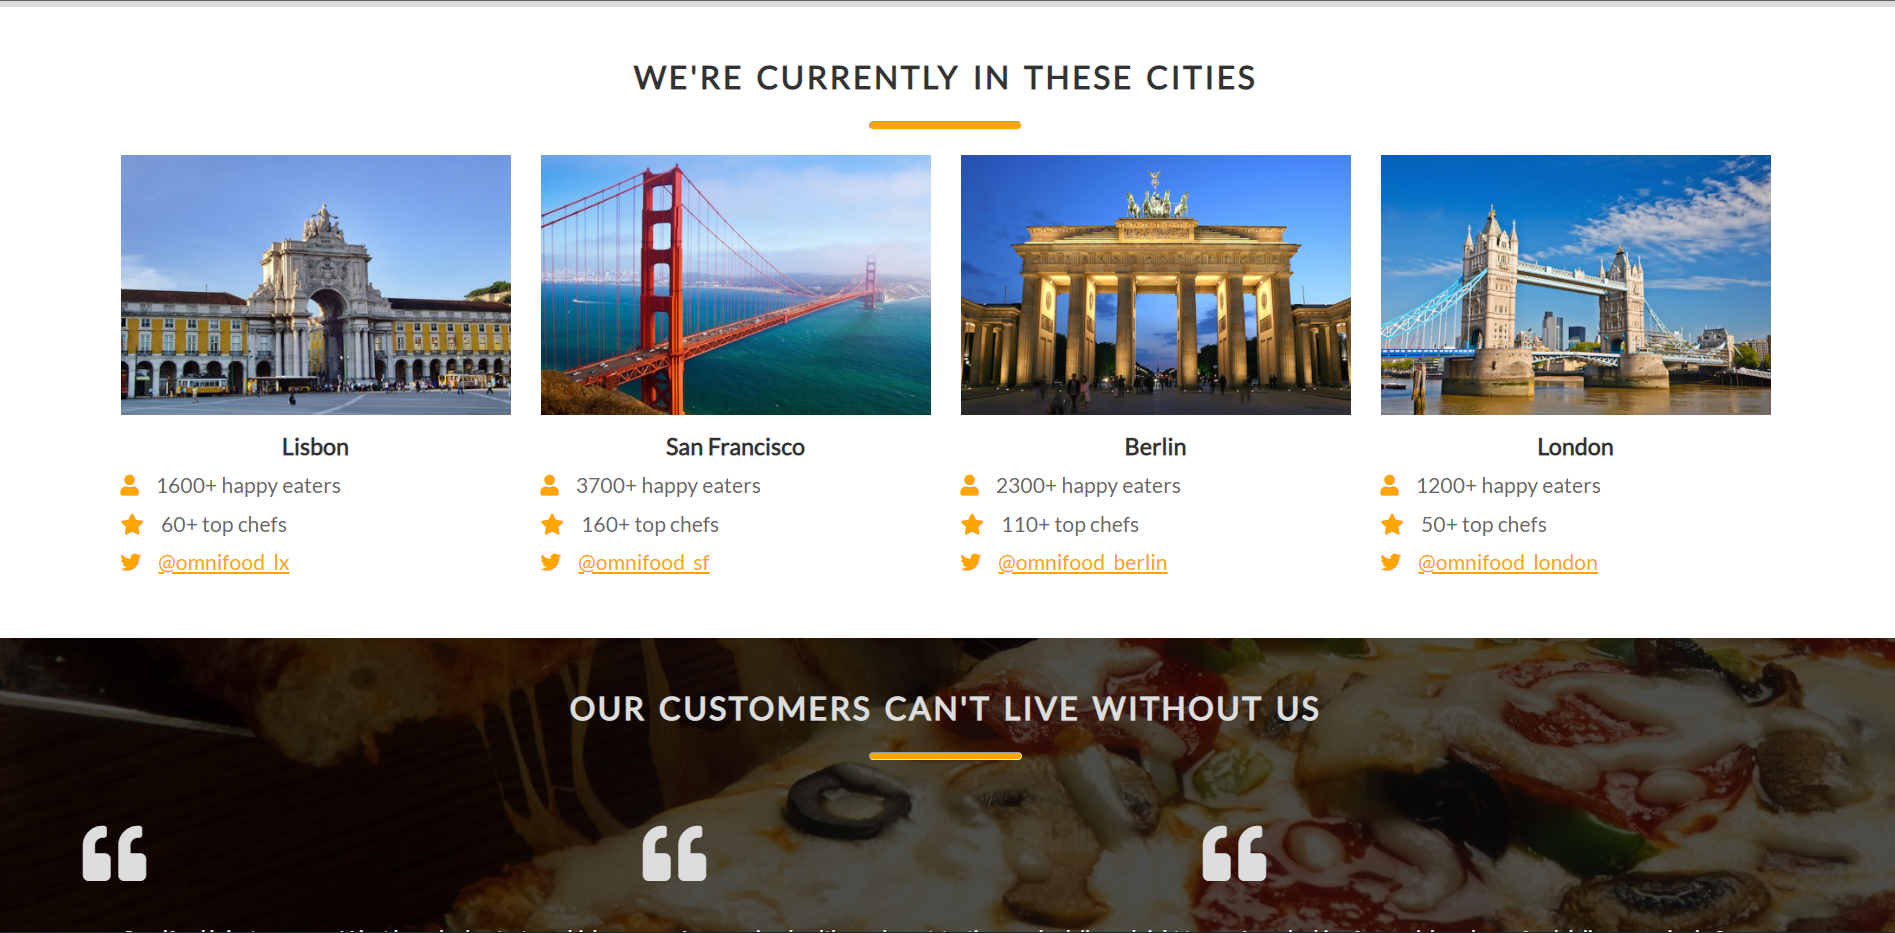 WE'RE CURRENTLY IN THESE CITIES
Lisbon
1600+ happy eaters
60+ top chefs
@omnifood_lx
San Francisco
3700+ happy eaters
160+ top chefs
@omnifood_sf
Berlin
2300+ happy eaters
110+ top chefs
@omnifood_berlin
London
1200+ happy eaters
50+ top chefs
@omnifood_london
OUR CUSTOMERS CAN'T LIVE WITHOUT US